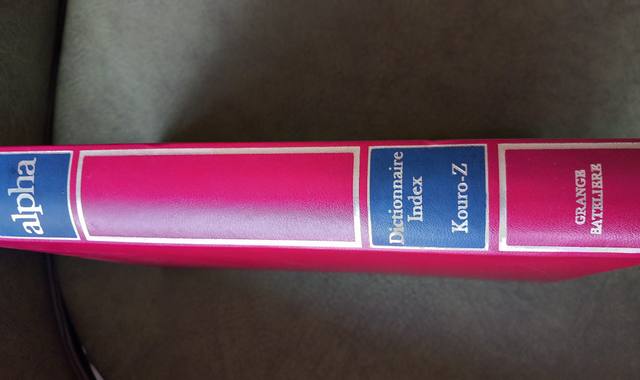 alpha
Dictionnaire
Index
Kouro-Z
GRANGE
BATELIERE